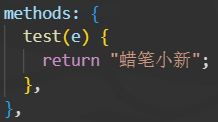 methods: {
  test(e) {
    return "蜡笔小新";
  },
},